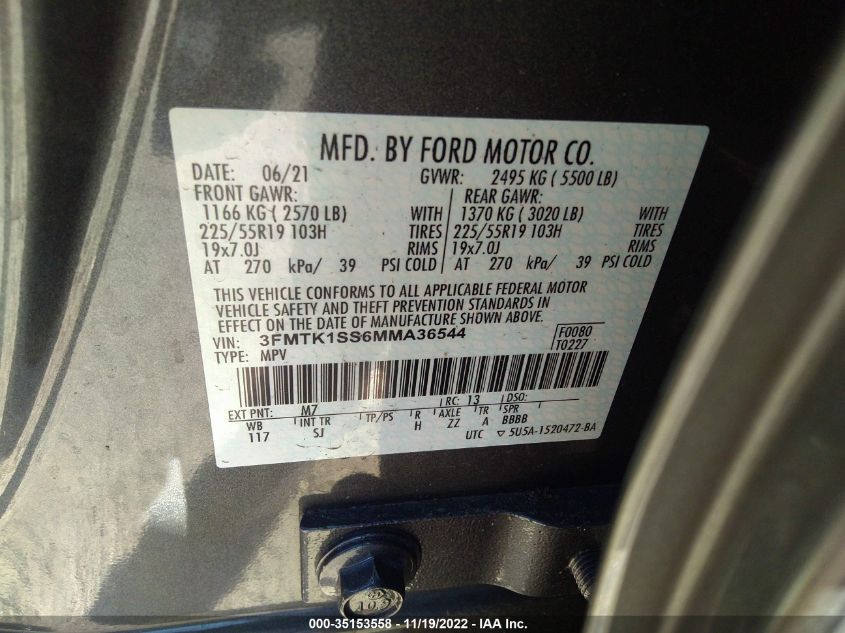 MFD. BY FORD MOTOR CO.
DATE: 06/21 GVWR: 2495 KG ( 5500 LB)
FRONT GAWR: REAR GAWR:
1166 KG ( 2570 LB) WITH 1370 KG ( 3020 LB) WITH
225/55R19 103H TIRES 225/55R19 103H TIRES
19x7.0J RIMS 19x7.0J RIMS
AT 270 kPa/ 39 PSI COLD AT 270 kPa/ 39 PSI COLD
THIS VEHICLE CONFORMS TO ALL APPLICABLE FEDERAL MOTOR
VEHICLE SAFETY AND THEFT PREVENTION STANDARDS IN
EFFECT ON THE DATE OF MANUFACTURE SHOWN ABOVE.
VIN: 3FMTK1SS6MMA36544 F0080
TYPE: MPV T0227
EXT PNT: M7 RC: 13 DSO:
WB INT TR TP/PS R AXLE TR SPR
117 SJ H ZZ A BBBB
UTC ▽ 5U5A-1520472-BA
10.9
000-35153558 - 11/19/2022 - IAA Inc.